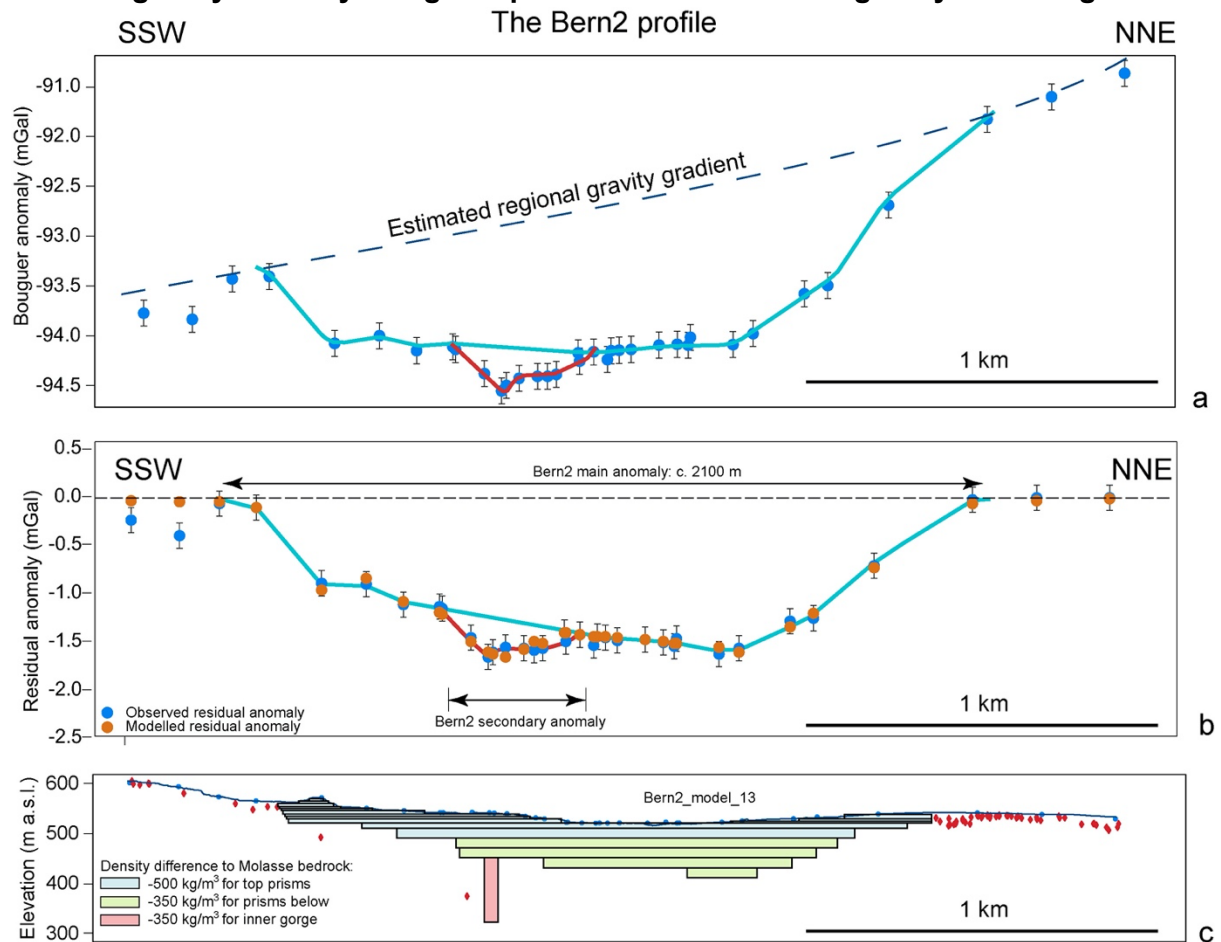 The Bern2 profile
SSW
NNE
Bouguer anomaly (mGal)
-91.0
-92.0
-92.5
-93.0
-93.5
-94.0
-94.5
Estimated regional gravity gradient
1 km
a
SSW
NNE
Bern2 main anomaly: c. 2100 m
Residual anomaly (mGal)
0.5
0.0
-0.5
-1.0
-1.5
-2.0
-2.5
Observed residual anomaly
Modelled residual anomaly
Bern2 secondary anomaly
1 km
b
Elevation (m a.s.l.)
600
500
400
300
Bern2_model_13
Density difference to Molasse bedrock:
-500 kg/m³ for top prisms
-350 kg/m³ for prisms below
-350 kg/m³ for inner gorge
1 km
c